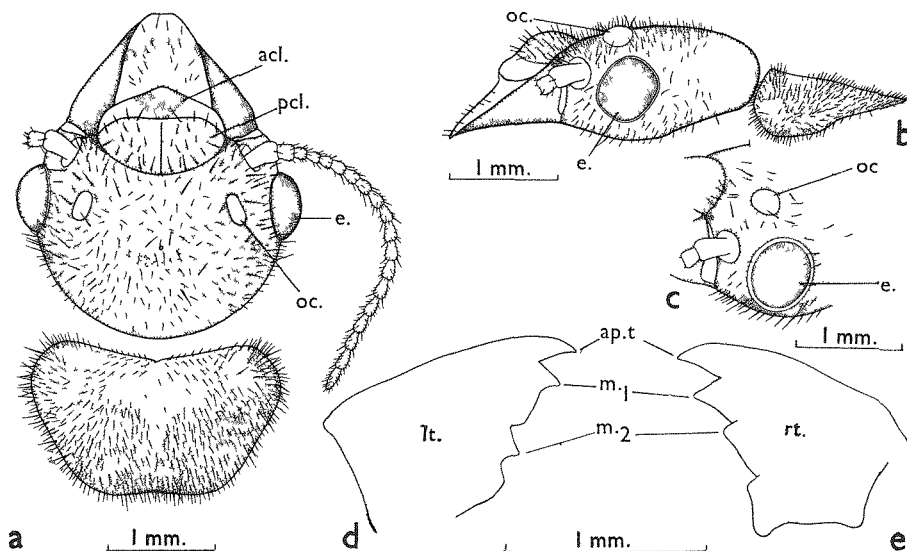 acl.
pcl.
e.
oc.
oc.
e.
1 mm.
b
oc
e.
c
1 mm.
ap.t
m.1
m.2
lt.
rt.
a
1 mm.
d
1 mm.
e